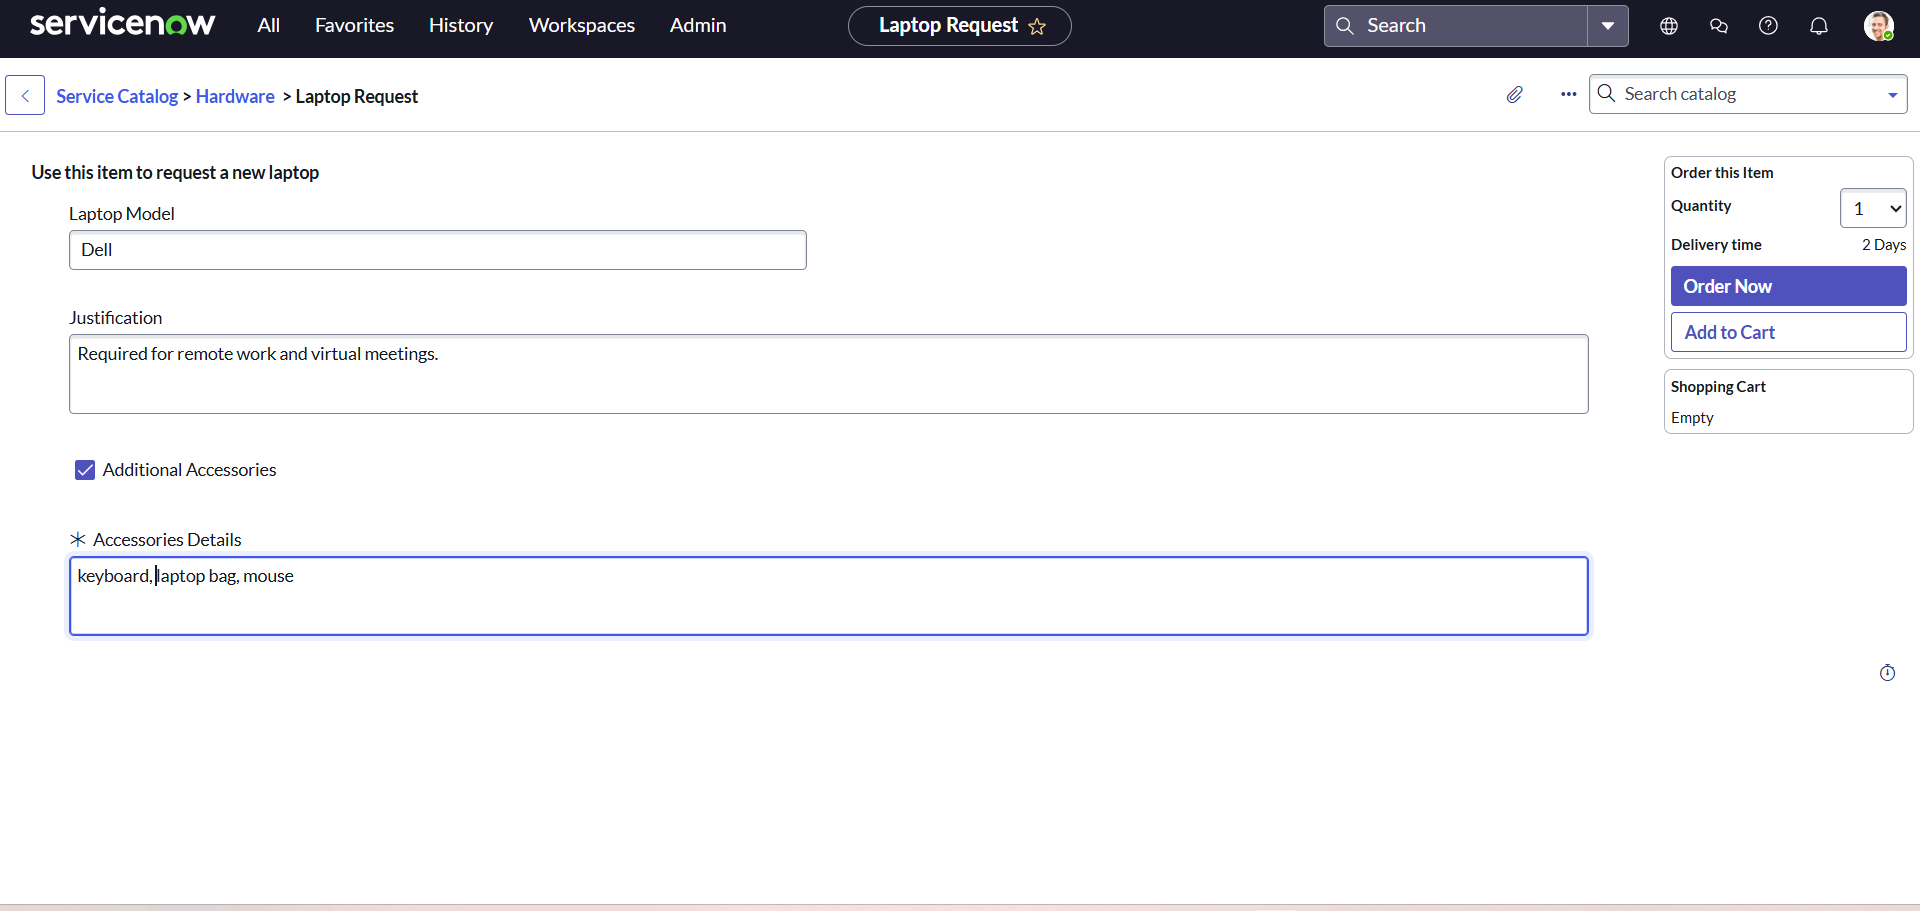 servicenow All Favorites History Workspaces Admin Laptop Request Search
Service Catalog > Hardware > Laptop Request Search catalog
Use this item to request a new laptop
Laptop Model
Dell
Justification
Required for remote work and virtual meetings.
Additional Accessories
Accessories Details
keyboard, laptop bag, mouse
Order this Item
Quantity 1
Delivery time 2 Days
Order Now
Add to Cart
Shopping Cart
Empty